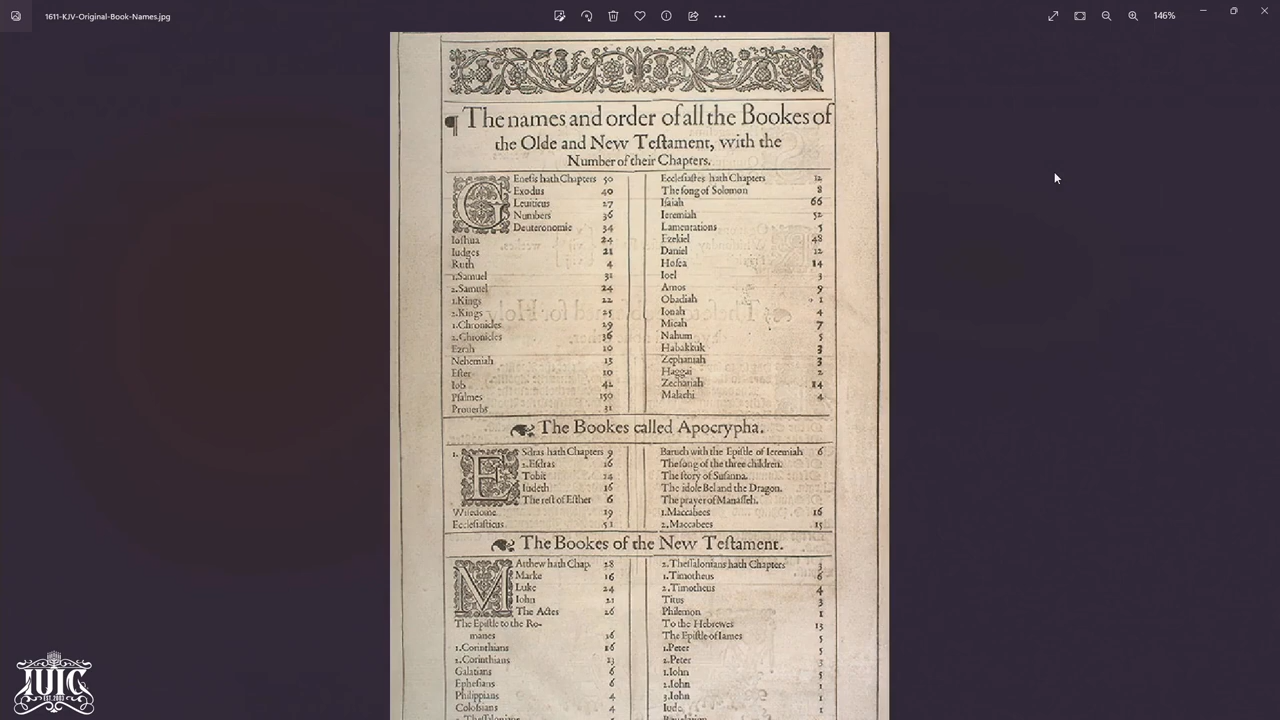 1611-KJV-Original-Book-Names.jpg
146%
¶ The names and order of all the Bookes of
the Olde and New Teſtament, with the
Number of their Chapters.
GEneſis hath Chapters 50
Exodus 40
Leuiticus 27
Numbers 36
Deuteronomie 34
Ioſhua 24
Iudges 21
Ruth 4
1.Samuel 31
2.Samuel 24
1.Kings 22
2.Kings 25
1.Chronicles 29
2.Chronicles 36
Ezrah 10
Nehemiah 13
Eſter 10
Iob 42
Pſalmes 150
Prouerbs 31
Eccleſiaſtes hath Chapters 12
The ſong of Solomon 8
Iſaiah 66
Ieremiah 52
Lamentations 5
Ezekiel 48
Daniel 12
Hoſea 14
Ioel 3
Amos 9
Obadiah 1
Ionah 4
Micah 7
Nahum 3
Habakkuk 3
Zephaniah 3
Haggai 2
Zechariah 14
Malachi 4
The Bookes called Apocrypha.
1. ESdras hath Chapters 9
2.Eſdras 16
Tobit 14
Iudeth 16
The reſt of Eſther 6
Wiſedome 19
Eccleſiaſticus 51
Baruch with the Epiſtle of Ieremiah 6
The ſong of the three children.
The ſtory of Suſanna.
The idole Bel and the Dragon.
The prayer of Manaſſeh.
1.Maccabees 16
2.Maccabees 15
The Bookes of the New Teſtament.
MAtthew hath Chap. 28
Marke 16
Luke 24
Iohn 21
The Actes 28
The Epiſtle to the Ro-
manes 16
1.Corinthians 16
2.Corinthians 13
Galatians 6
Epheſians 6
Philippians 4
Coloſsians 4
2.Theſſalonians hath Chapters 3
1.Timotheus 6
2.Timotheus 4
Titus 3
Philemon 1
To the Hebrewes 13
The Epiſtle of Iames 5
1.Peter 5
2.Peter 3
1.Iohn 5
2.Iohn 1
3.Iohn 1
Iude 1
IUIC
EST. 2003